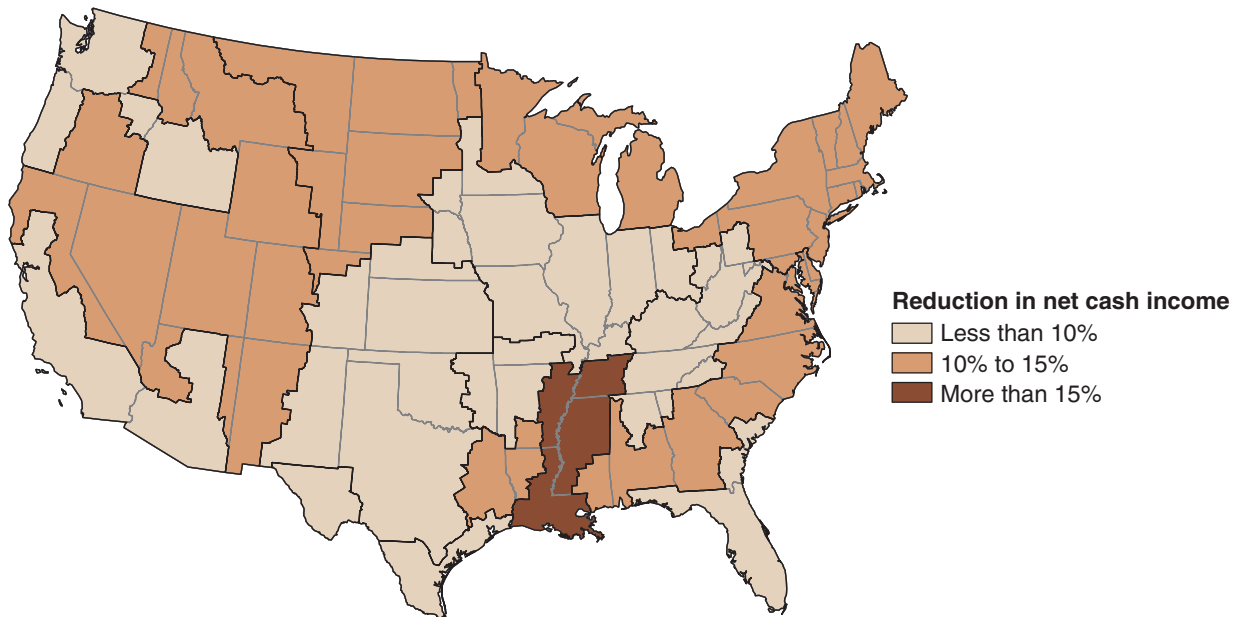 Reduction in net cash income
Less than 10%
10% to 15%
More than 15%